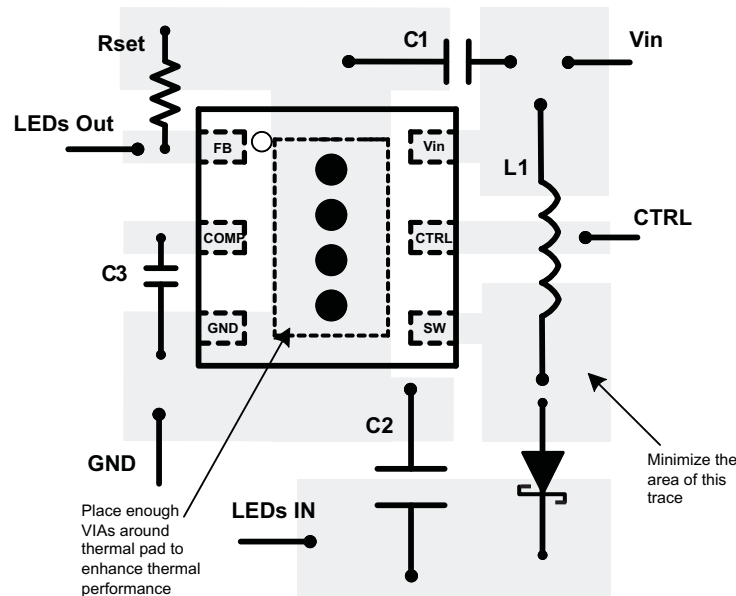 C1
Vin
Rset
LEDs Out
FB
Vin
L1
COMP
CTRL
CTRL
C3
GND
SW
C2
GND
Minimize the
area of this
trace
Place enough
VIAs around
thermal pad to
enhance thermal
performance
LEDs IN